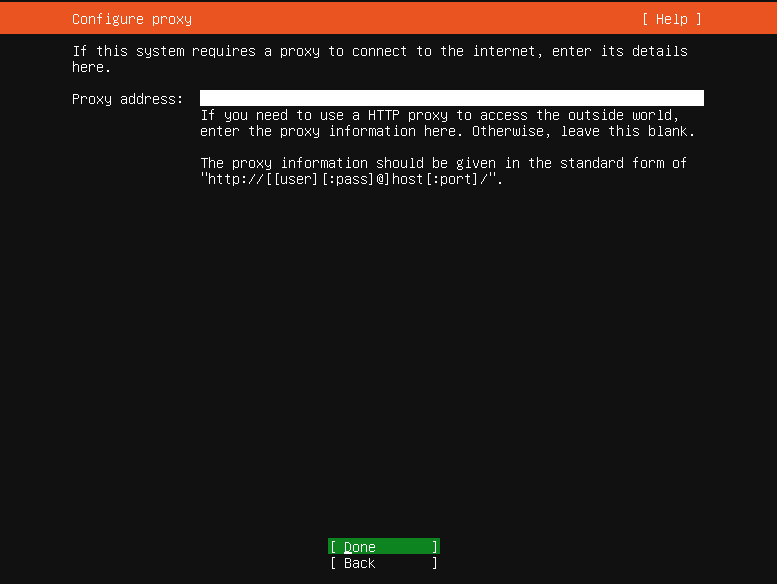 Configure proxy [ Help ]
If this system requires a proxy to connect to the internet, enter its details
here.
Proxy address:
If you need to use a HTTP proxy to access the outside world,
enter the proxy information here. Otherwise, leave this blank.
The proxy information should be given in the standard form of
"http://[[user][:pass]@]host[:port]/".
[ Done ]
[ Back ]